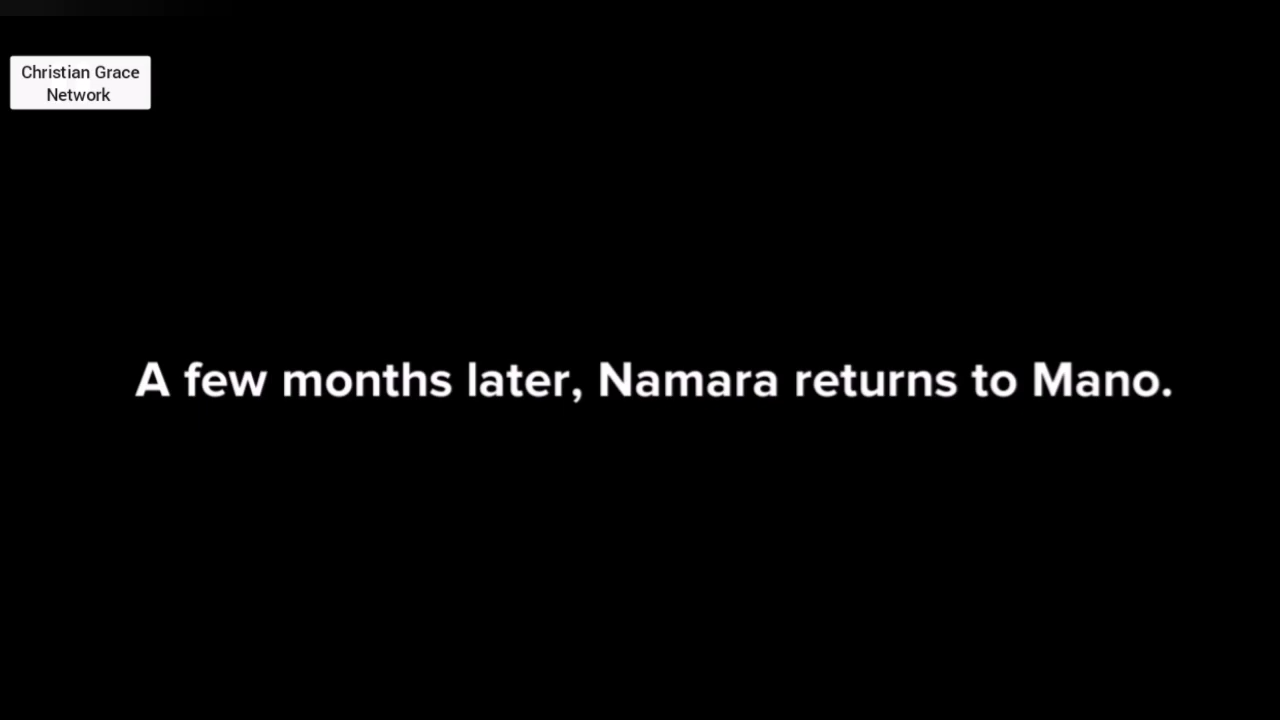 Christian Grace
Network
A few months later, Namara returns to Mano.